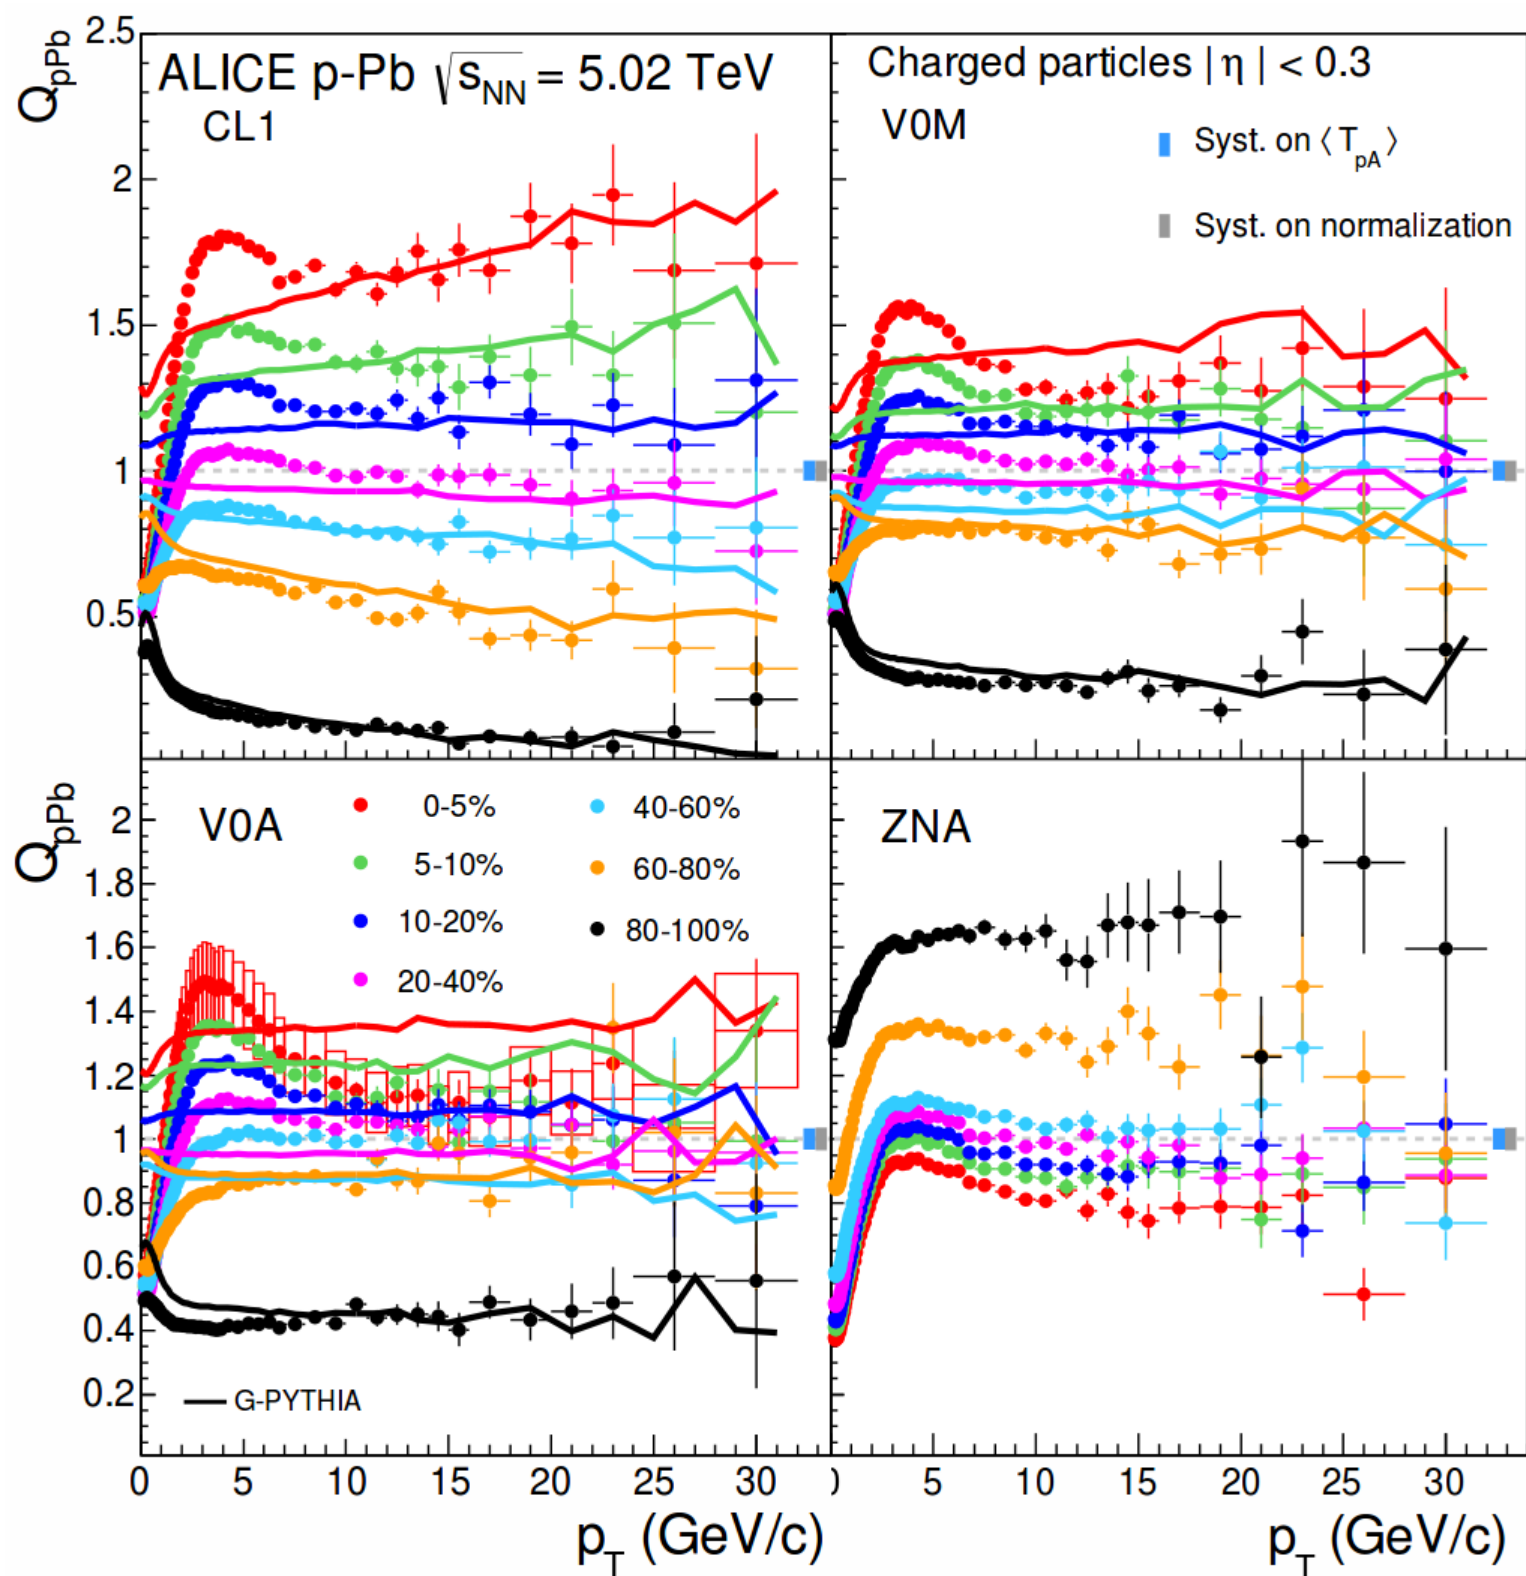 ALICE p-Pb √s_NN = 5.02 TeV
CL1
Q_pPb
2.5
2
1.5
1
0.5
Charged particles | η | < 0.3
V0M
Syst. on ⟨ T_pA ⟩
Syst. on normalization
V0A
Q_pPb
2
1.8
1.6
1.4
1.2
1
0.8
0.6
0.4
0.2
0-5%
5-10%
10-20%
20-40%
40-60%
60-80%
80-100%
G-PYTHIA
0 5 10 15 20 25 30
p_T (GeV/c)
ZNA
5 10 15 20 25 30
p_T (GeV/c)